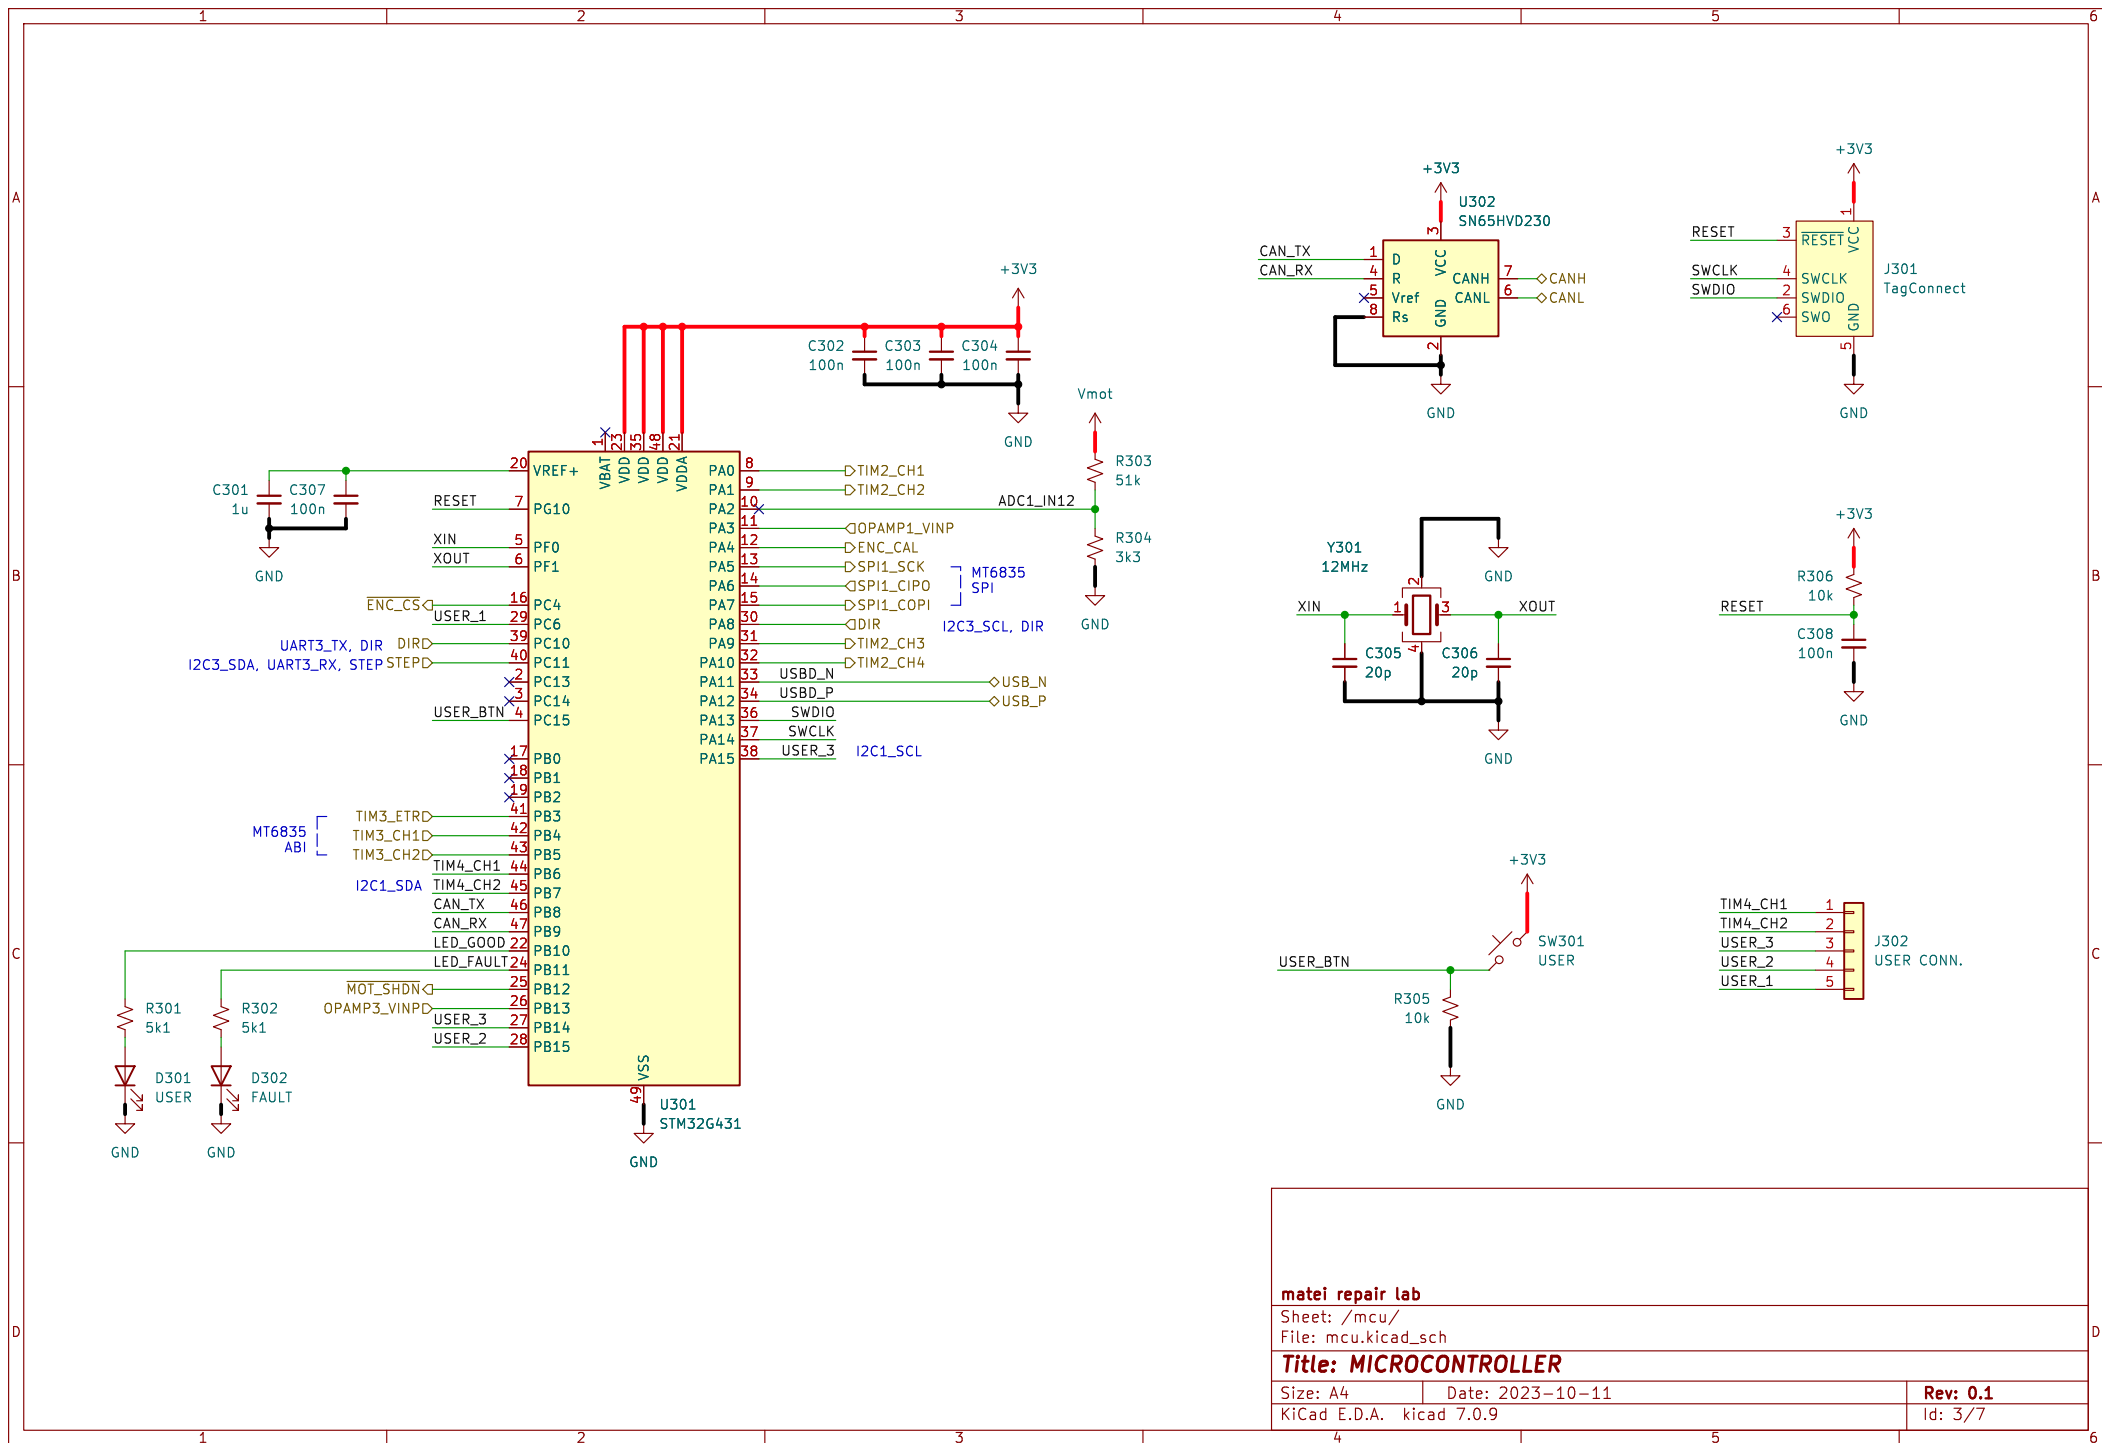 1 2 3 4 5 6
A A
B B
C C
D D
1 2 3 4 5 6
+3V3
C302
100n
C303
100n
C304
100n
GND
Vmot
R303
51k
ADC1_IN12
R304
3k3
GND
C301
1u
C307
100n
GND
1 VBAT
23 VDD
35 VDD
48 VDD
21 VDDA
20 VREF+
RESET 7 PG10
XIN 5 PF0
XOUT 6 PF1
ENC_CS 16 PC4
USER_1 29 PC6
UART3_TX, DIR DIR 39 PC10
I2C3_SDA, UART3_RX, STEP STEP 40 PC11
2 PC13
3 PC14
USER_BTN 4 PC15
17 PB0
18 PB1
19 PB2
MT6835
ABI
TIM3_ETR 41 PB3
TIM3_CH1 42 PB4
TIM3_CH2 43 PB5
TIM4_CH1 44 PB6
I2C1_SDA TIM4_CH2 45 PB7
CAN_TX 46 PB8
CAN_RX 47 PB9
LED_GOOD 22 PB10
LED_FAULT 24 PB11
MOT_SHDN 25 PB12
OPAMP3_VINP 26 PB13
USER_3 27 PB14
USER_2 28 PB15
PA0 8 TIM2_CH1
PA1 9 TIM2_CH2
PA2 10
PA3 11 OPAMP1_VINP
PA4 12 ENC_CAL
PA5 13 SPI1_SCK
PA6 14 SPI1_CIPO
PA7 15 SPI1_COPI
MT6835
SPI
PA8 30 DIR I2C3_SCL, DIR
PA9 31 TIM2_CH3
PA10 32 TIM2_CH4
PA11 33 USBD_N USB_N
PA12 34 USBD_P USB_P
PA13 36 SWDIO
PA14 37 SWCLK
PA15 38 USER_3 I2C1_SCL
VSS 49
U301
STM32G431
GND
R301
5k1
R302
5k1
D301
USER
D302
FAULT
GND
GND
+3V3
U302
SN65HVD230
CAN_TX 1 D
CAN_RX 4 R
5 Vref
8 Rs
3 VCC
GND 2
CANH 7 CANH
CANL 6 CANL
GND
+3V3
1 VCC
RESET 3 RESET
SWCLK 4 SWCLK
SWDIO 2 SWDIO
6 SWO
GND 5
J301
TagConnect
GND
Y301
12MHz
GND
XIN 1 2 3 4 XOUT
C305
20p
C306
20p
GND
+3V3
R306
10k
RESET
C308
100n
GND
+3V3
SW301
USER
USER_BTN
R305
10k
GND
TIM4_CH1 1
TIM4_CH2 2
USER_3 3
USER_2 4
USER_1 5
J302
USER CONN.
matei repair lab
Sheet: /mcu/
File: mcu.kicad_sch
Title: MICROCONTROLLER
Size: A4 Date: 2023-10-11 Rev: 0.1
KiCad E.D.A. kicad 7.0.9 Id: 3/7